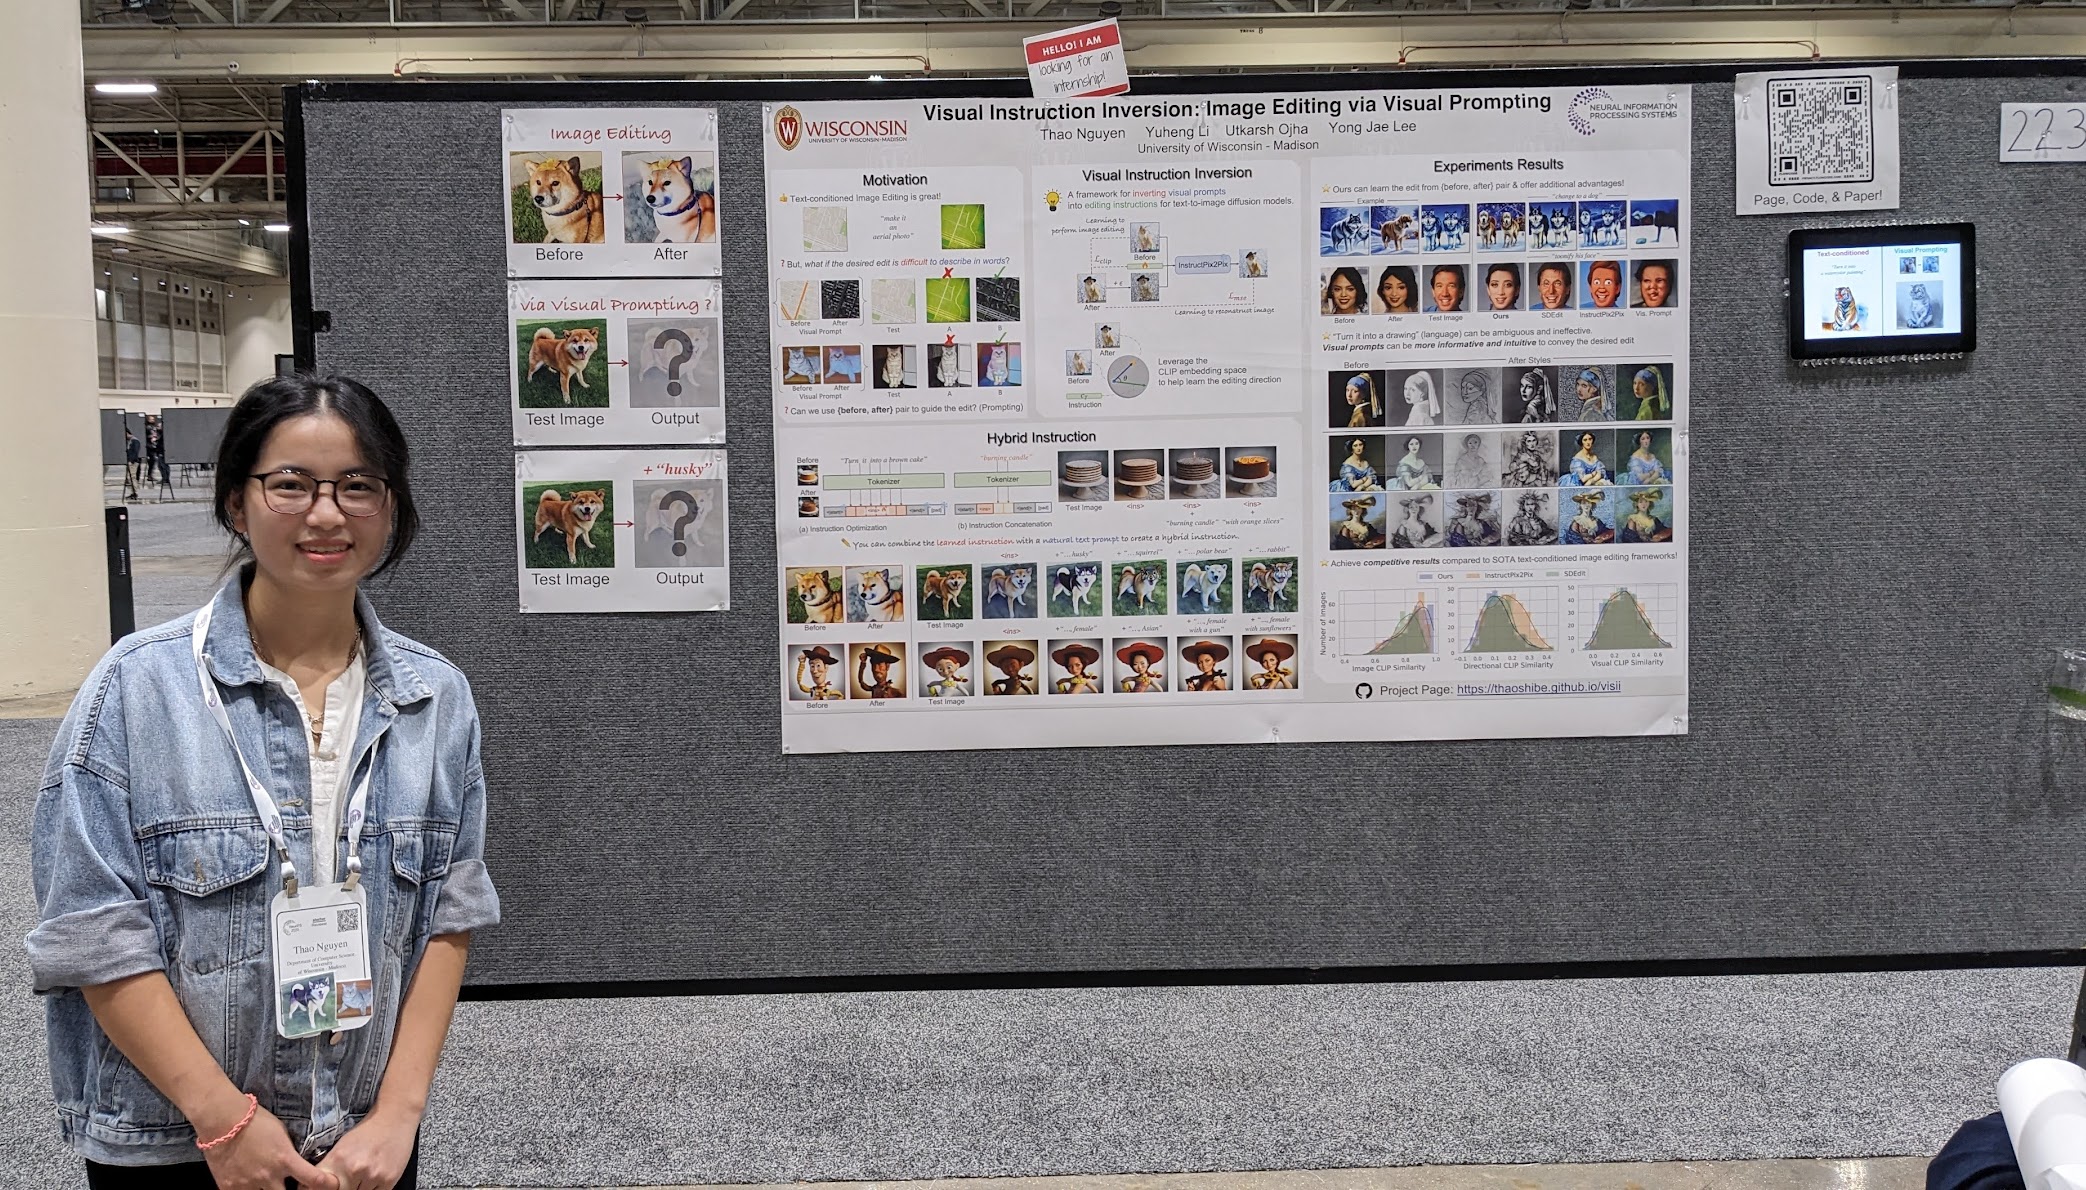 HELLO! I AM
looking for an
internship!
Image Editing
Before
After
via Visual Prompting ?
Test Image
Output
+ "husky"
Test Image
Output
WISCONSIN
UNIVERSITY OF WISCONSIN-MADISON
Visual Instruction Inversion: Image Editing via Visual Prompting
Thao Nguyen Yuheng Li Utkarsh Ojha Yong Jae Lee
University of Wisconsin - Madison
NEURAL INFORMATION
PROCESSING SYSTEMS
Motivation
Text-conditioned Image Editing is great!
"make it
an
aerial photo"
? But, what if the desired edit is difficult to describe in words?
Before After
Visual Prompt
Test
A
B
Before After
Visual Prompt
Test
A
B
? Can we use {before, after} pair to guide the edit? (Prompting)
Visual Instruction Inversion
A framework for inverting visual prompts
into editing instructions for text-to-image diffusion models.
Learning to
perform image editing
Before
InstructPix2Pix
After
Learning to reconstruct image
After
Before
Instruction
Leverage the
CLIP embedding space
to help learn the editing direction
Hybrid Instruction
Before
After
"Turn it into a brown cake"
Tokenizer
(a) Instruction Optimization
"burning candle"
Tokenizer
(b) Instruction Concatenation
Test Image
<ins>
<ins>
+
"burning candle"
<ins>
+
"with orange slices"
You can combine the learned instruction with a natural text prompt to create a hybrid instruction.
<ins>
+ "...husky"
+ "...squirrel"
+ "... polar bear"
+ "... rabbit"
Before
After
Test Image
<ins>
+ "..., female"
+ "..., Asian"
+ "..., female
with a gun"
+ "..., female
with sunflowers"
Before
After
Test Image
Experiments Results
Ours can learn the edit from {before, after} pair & offer additional advantages!
Example
"change to a dog"
"toonify his face"
Before
After
Test Image
Ours
SDEdit
InstructPix2Pix
Vis. Prompt
"Turn it into a drawing" (language) can be ambiguous and ineffective.
Visual prompts can be more informative and intuitive to convey the desired edit
Before
After Styles
Achieve competitive results compared to SOTA text-conditioned image editing frameworks!
Ours InstructPix2Pix SDEdit
Number of images
Image CLIP Similarity
Directional CLIP Similarity
Visual CLIP Similarity
Project Page: https://thaoshibe.github.io/visii
Page, Code, & Paper!
Text-conditioned
Visual Prompting
223
Thao Nguyen
Department of Computer Science
University
of Wisconsin - Madison